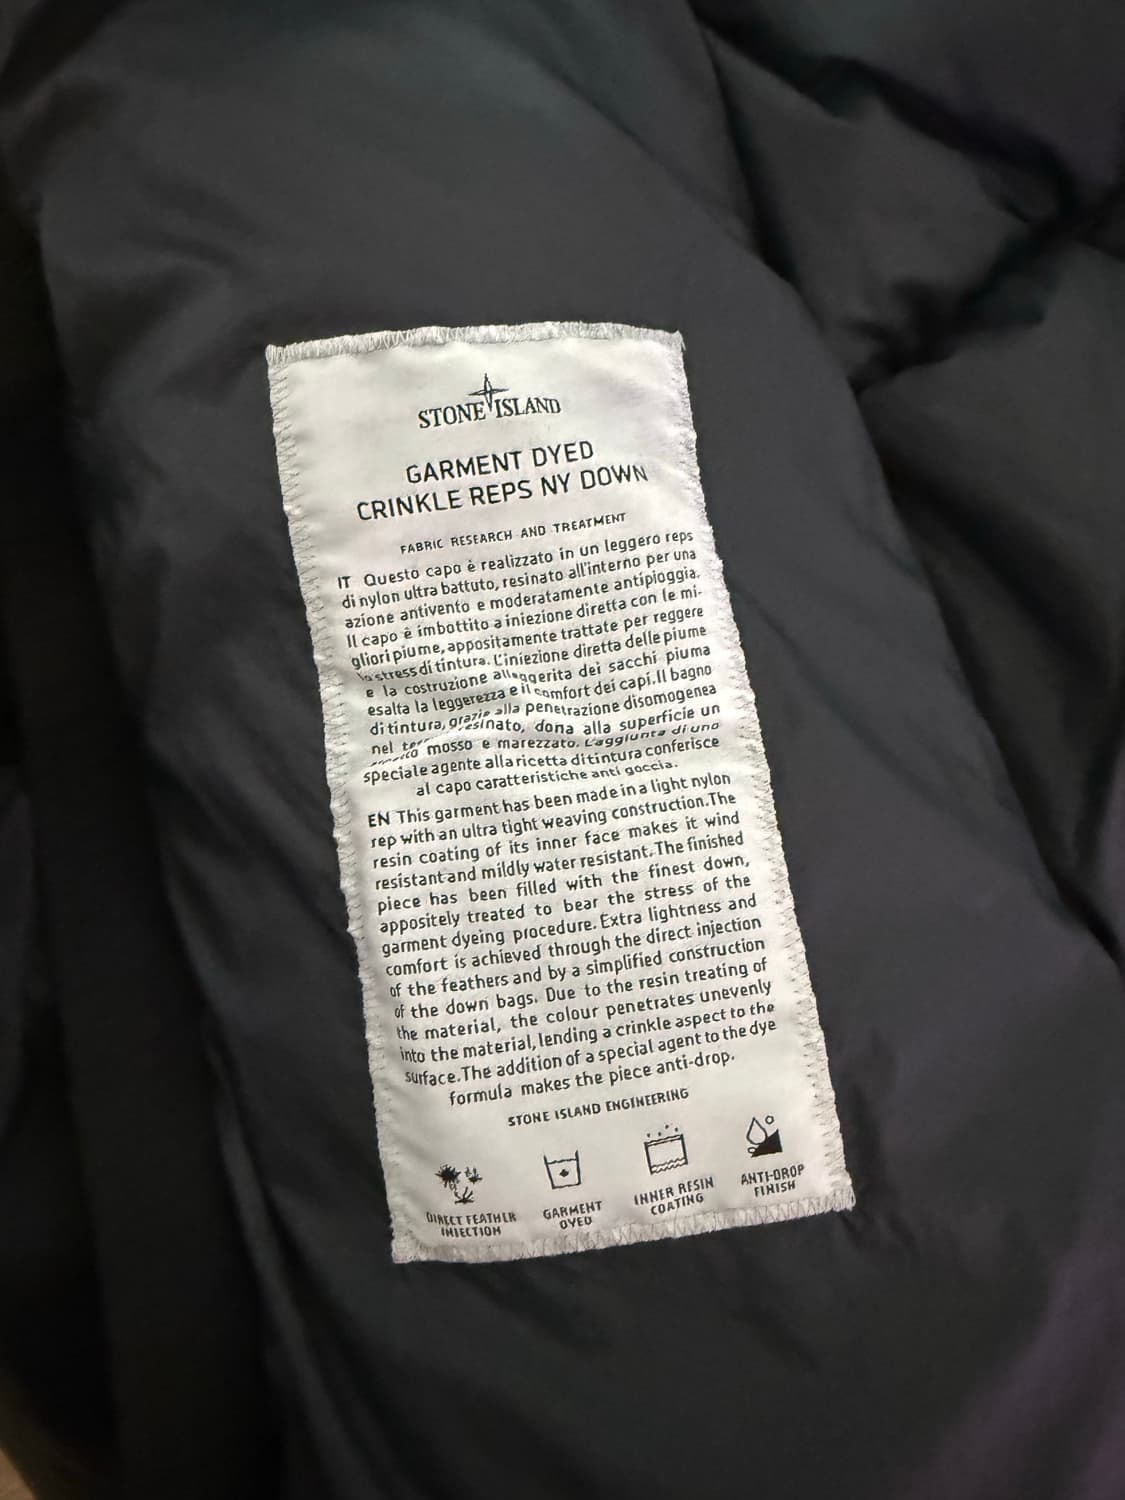 STONE ISLAND
GARMENT DYED
CRINKLE REPS NY DOWN
FABRIC RESEARCH AND TREATMENT
IT Questo capo è realizzato in un leggero reps
di nylon ultra battuto, resinato all'interno per una
azione antivento e moderatamente antipioggia.
Il capo è imbottito a iniezione diretta con le mi-
gliori piume, appositamente trattate per reggere
lo stress di tintura. L'iniezione diretta delle piume
e la costruzione alleggerita dei sacchi piuma
esalta la leggerezza e il comfort dei capi. Il bagno
di tintura, grazie alla penetrazione disomogenea
nel resinato, dona alla superficie un
mosso e marezzato. L'aggiunta di uno
speciale agente alla ricetta di tintura conferisce
al capo caratteristiche anti goccia.
EN This garment has been made in a light nylon
rep with an ultra tight weaving construction. The
resin coating of its inner face makes it wind
resistant and mildly water resistant. The finished
piece has been filled with the finest down,
appositely treated to bear the stress of the
garment dyeing procedure. Extra lightness and
comfort is achieved through the direct injection
of the feathers and by a simplified construction
of the down bags. Due to the resin treating of
the material, the colour penetrates unevenly
into the material, lending a crinkle aspect to the
surface. The addition of a special agent to the dye
formula makes the piece anti-drop.
STONE ISLAND ENGINEERING
DIRECT FEATHER
INJECTION
GARMENT
DYED
INNER RESIN
COATING
ANTI-DROP
FINISH